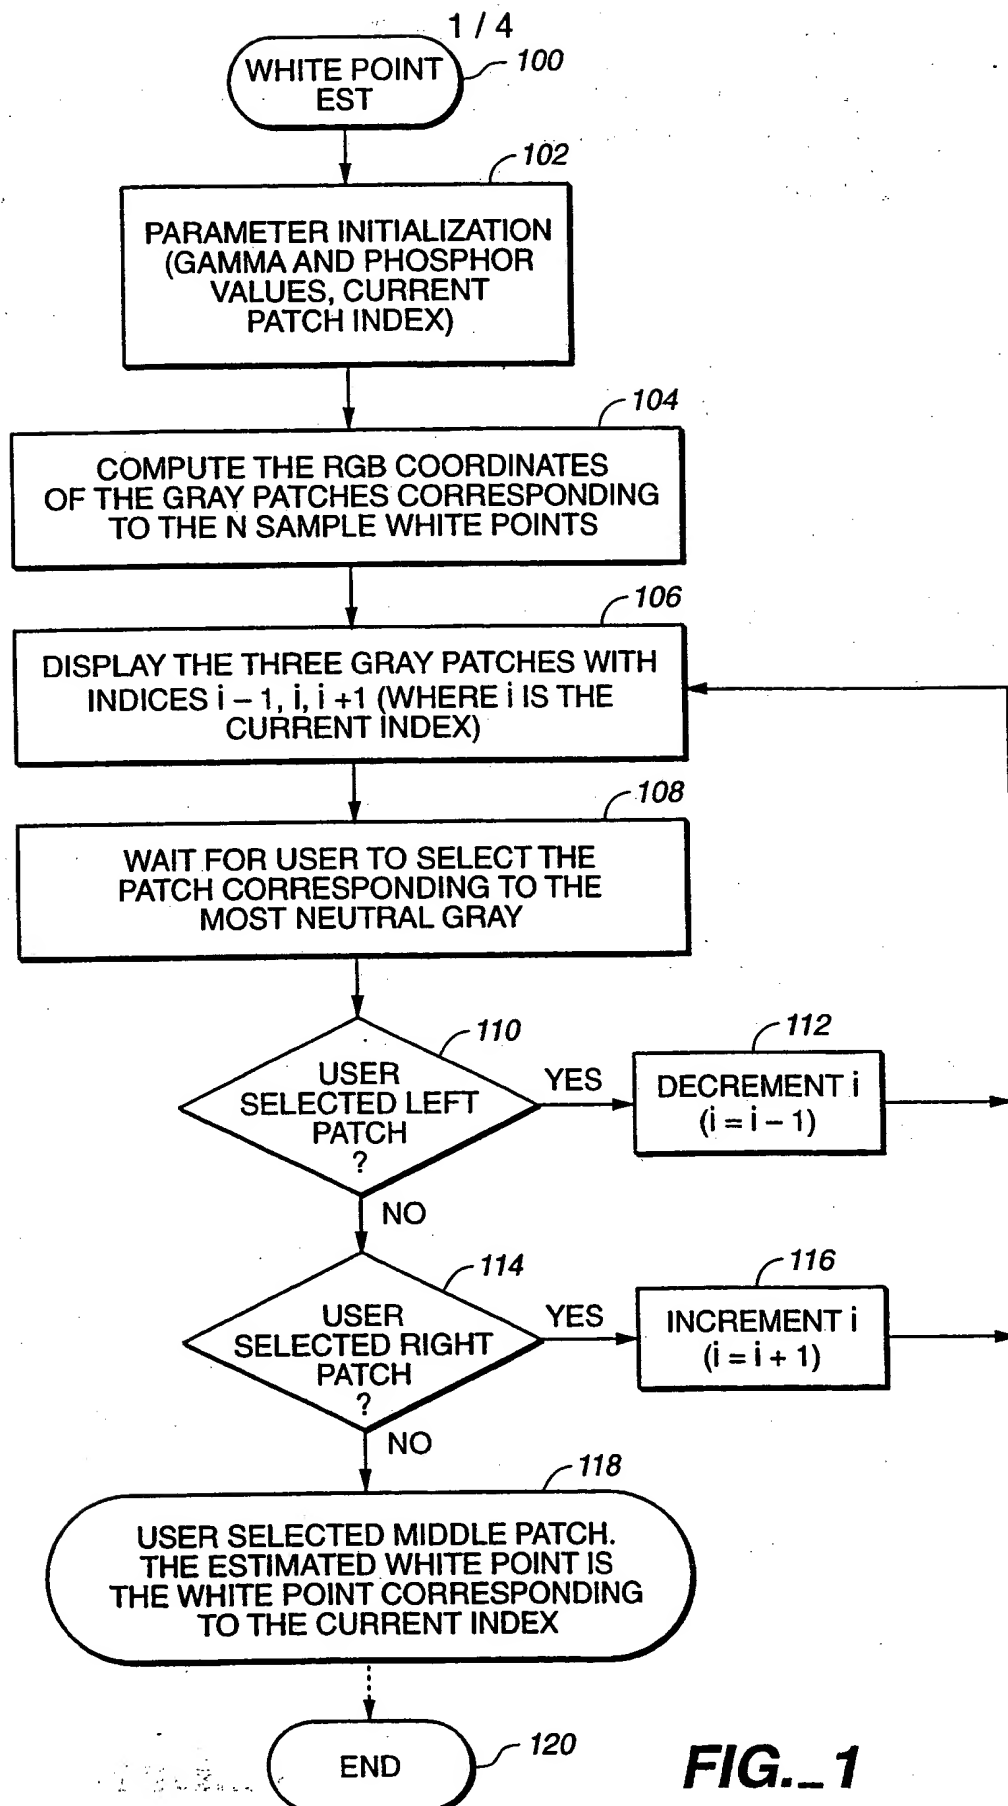 1 / 4
WHITE POINT
EST
100
102
PARAMETER INITIALIZATION
(GAMMA AND PHOSPHOR
VALUES, CURRENT
PATCH INDEX)
104
COMPUTE THE RGB COORDINATES
OF THE GRAY PATCHES CORRESPONDING
TO THE N SAMPLE WHITE POINTS
106
DISPLAY THE THREE GRAY PATCHES WITH
INDICES i – 1, i, i +1 (WHERE i IS THE
CURRENT INDEX)
108
WAIT FOR USER TO SELECT THE
PATCH CORRESPONDING TO THE
MOST NEUTRAL GRAY
110
USER
SELECTED LEFT
PATCH
?
YES
112
DECREMENT i
(i = i – 1)
NO
114
USER
SELECTED RIGHT
PATCH
?
YES
116
INCREMENT i
(i = i + 1)
NO
118
USER SELECTED MIDDLE PATCH.
THE ESTIMATED WHITE POINT IS
THE WHITE POINT CORRESPONDING
TO THE CURRENT INDEX
END
120
FIG._1